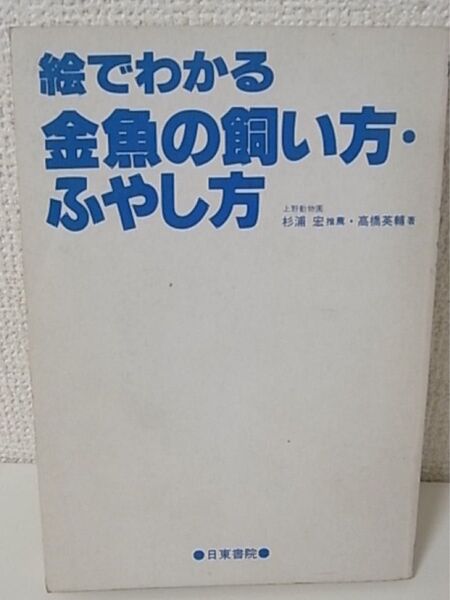 絵でわかる
金魚の飼い方・
ふやし方
上野動物園
杉浦 宏推薦・高橋英輔著
●日東書院●